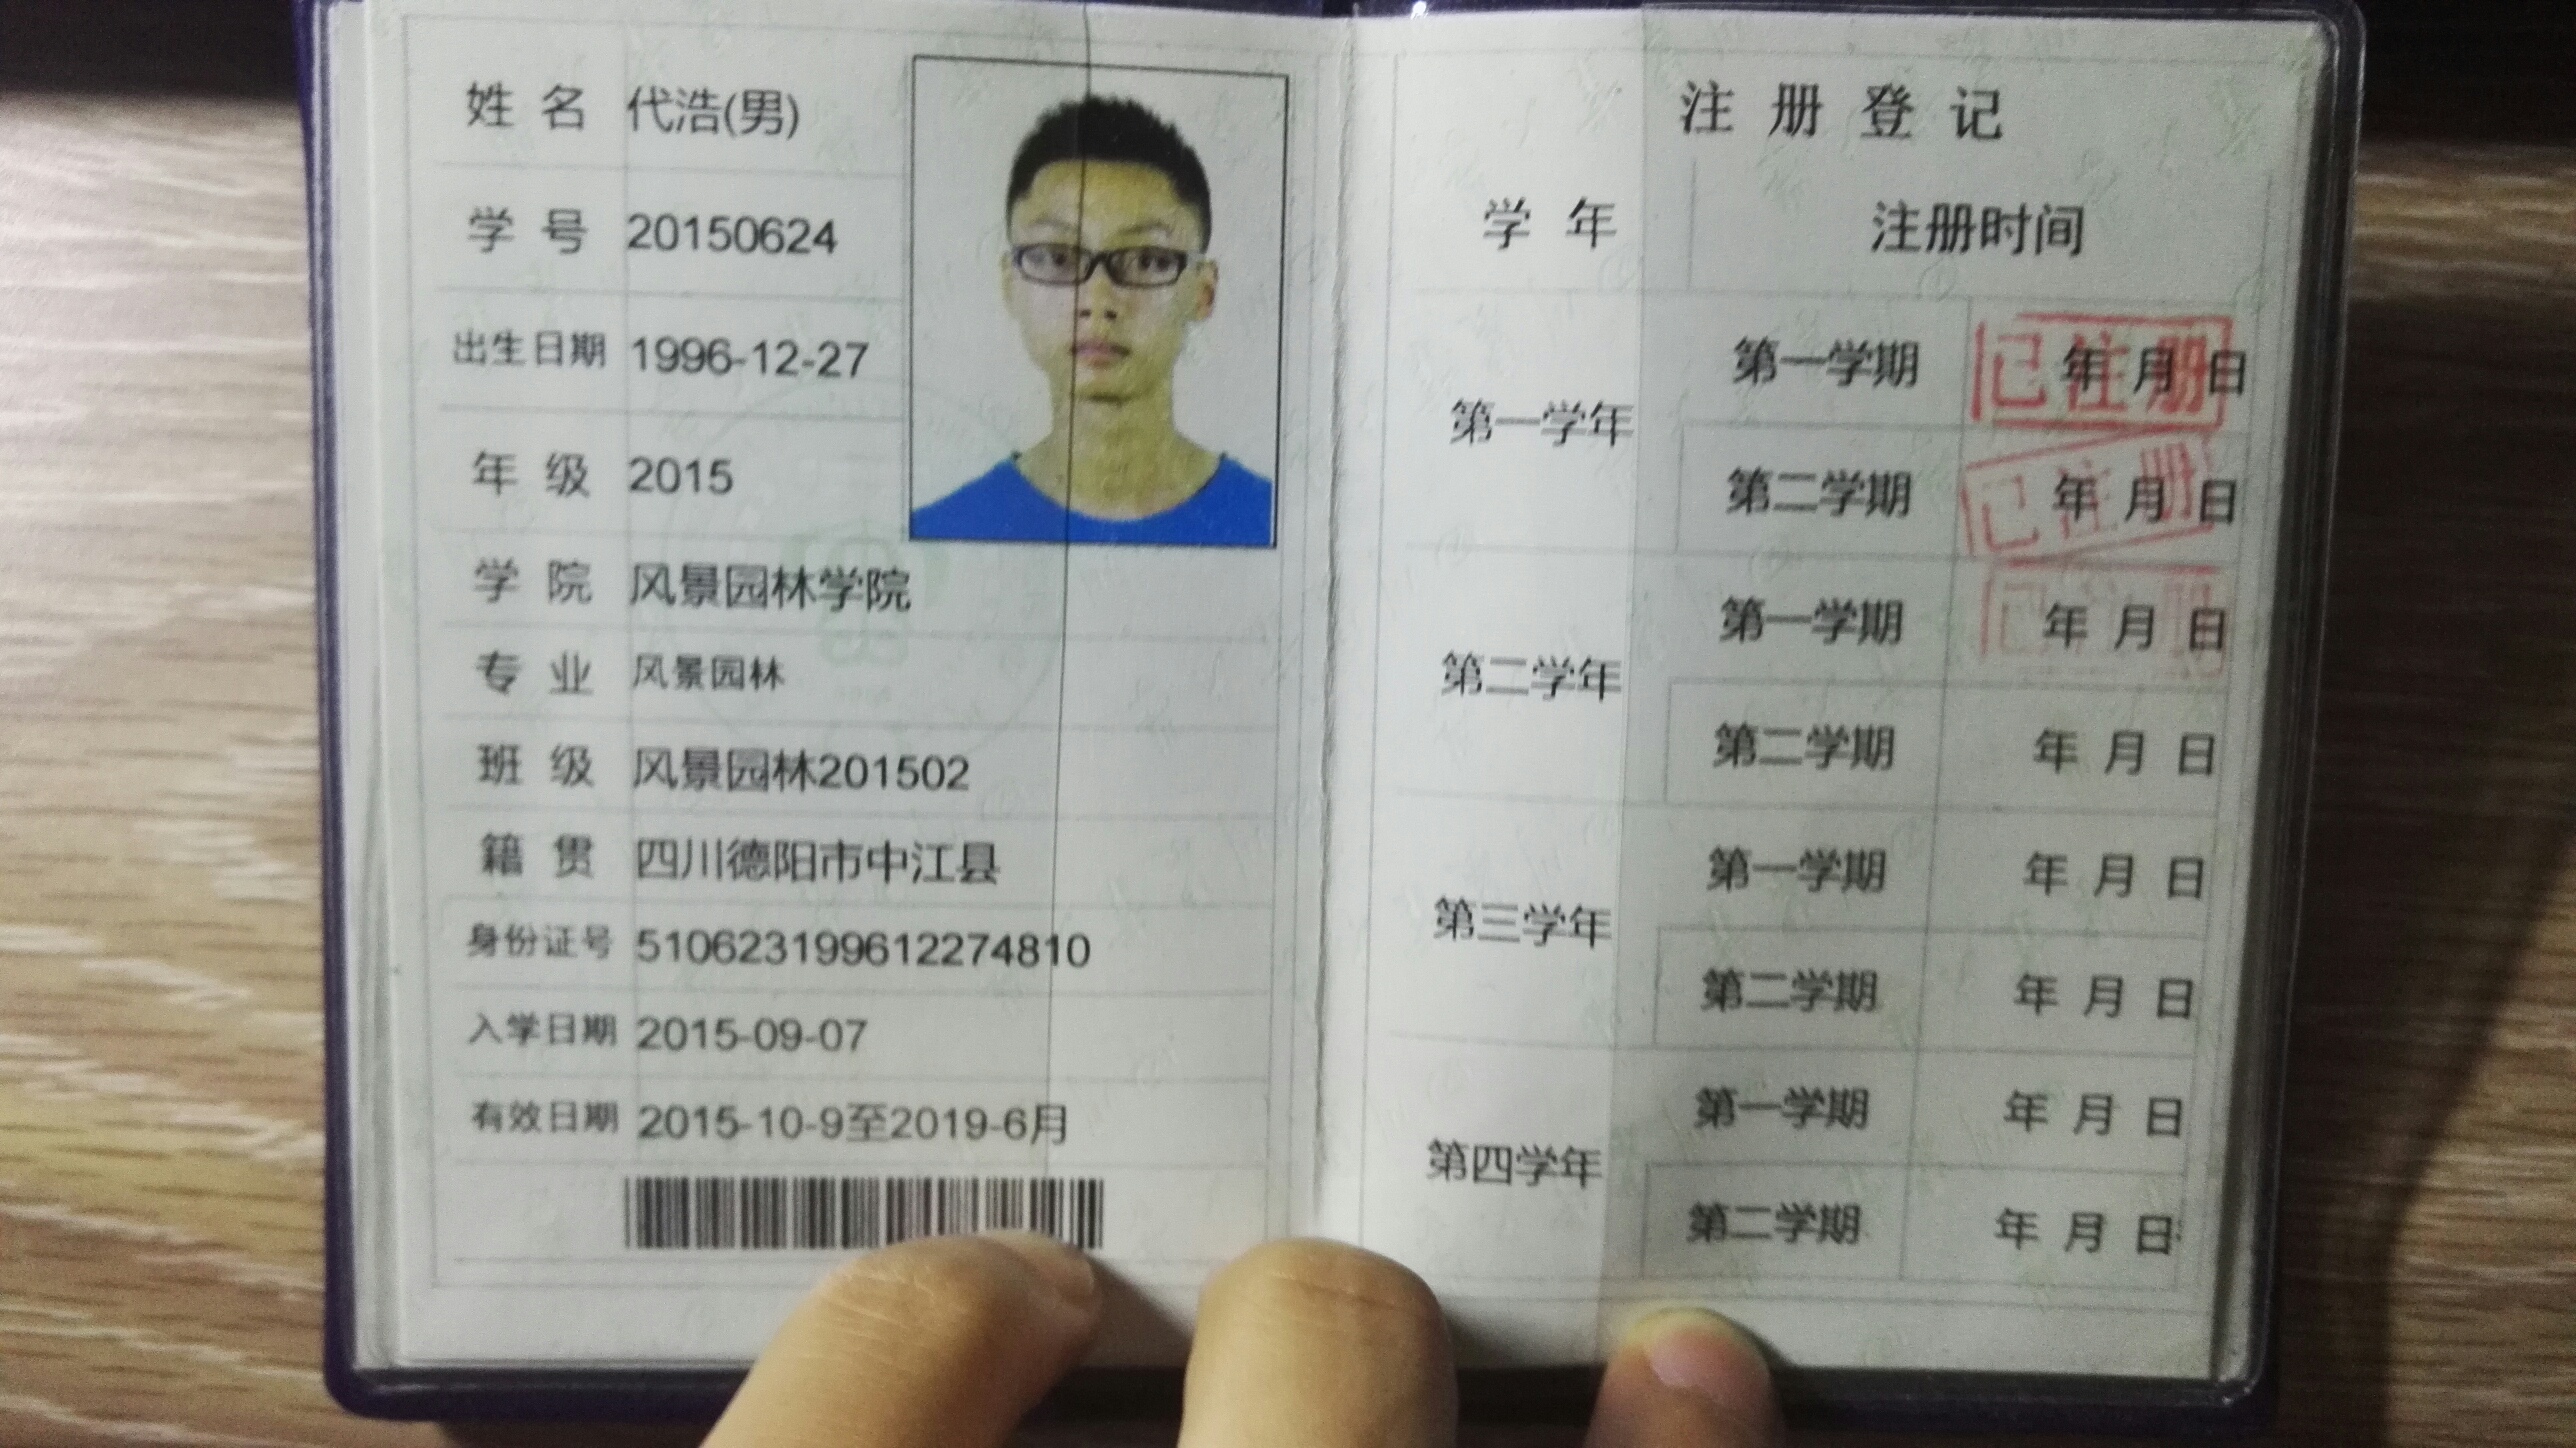 姓 名 代浩(男)
学 号 20150624
出生日期 1996-12-27
年 级 2015
学 院 风景园林学院
专 业 风景园林
班 级 风景园林201502
籍 贯 四川德阳市中江县
身份证号 510623199612274810
入学日期 2015-09-07
有效日期 2015-10-9至2019-6月
注 册 登 记
学 年 注册时间
第一学年
第一学期 年 月 日
已注册
第二学期 年 月 日
已注册
第二学年
第一学期 年 月 日
第二学期 年 月 日
第三学年
第一学期 年 月 日
第二学期 年 月 日
第四学年
第一学期 年 月 日
第二学期 年 月 日